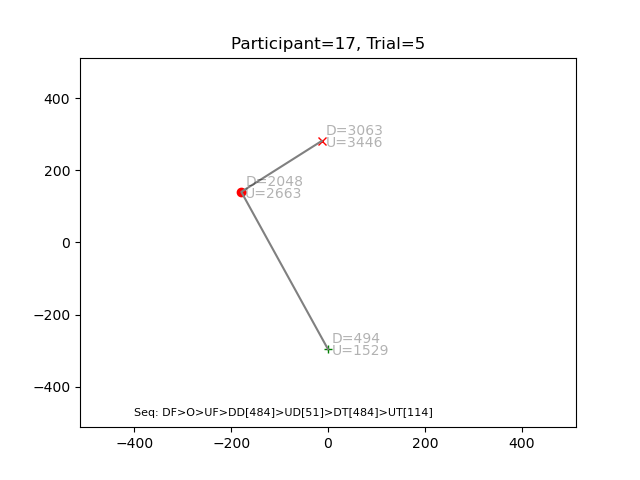 Participant=17, Trial=5
400
200
0
−200
−400
D=3063
U=3446
D=2048
U=2663
D=494
U=1529
Seq: DF>O>UF>DD[484]>UD[51]>DT[484]>UT[114]
−400
−200
0
200
400